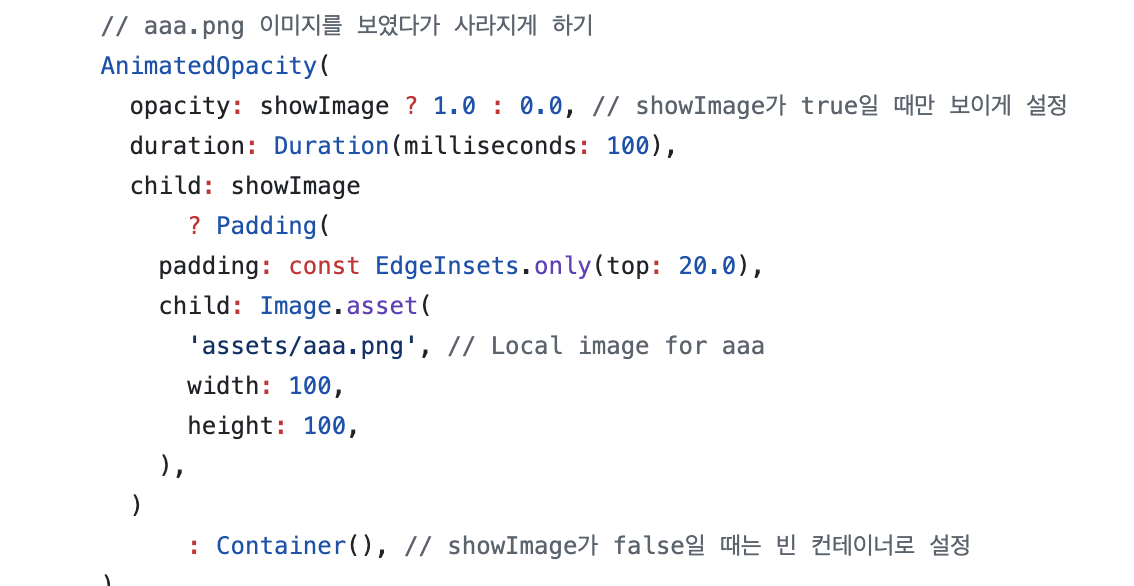 // aaa.png 이미지를 보였다가 사라지게 하기
AnimatedOpacity(
opacity: showImage ? 1.0 : 0.0, // showImage가 true일 때만 보이게 설정
duration: Duration(milliseconds: 100),
child: showImage
? Padding(
padding: const EdgeInsets.only(top: 20.0),
child: Image.asset(
'assets/aaa.png', // Local image for aaa
width: 100,
height: 100,
),
)
: Container(), // showImage가 false일 때는 빈 컨테이너로 설정
)